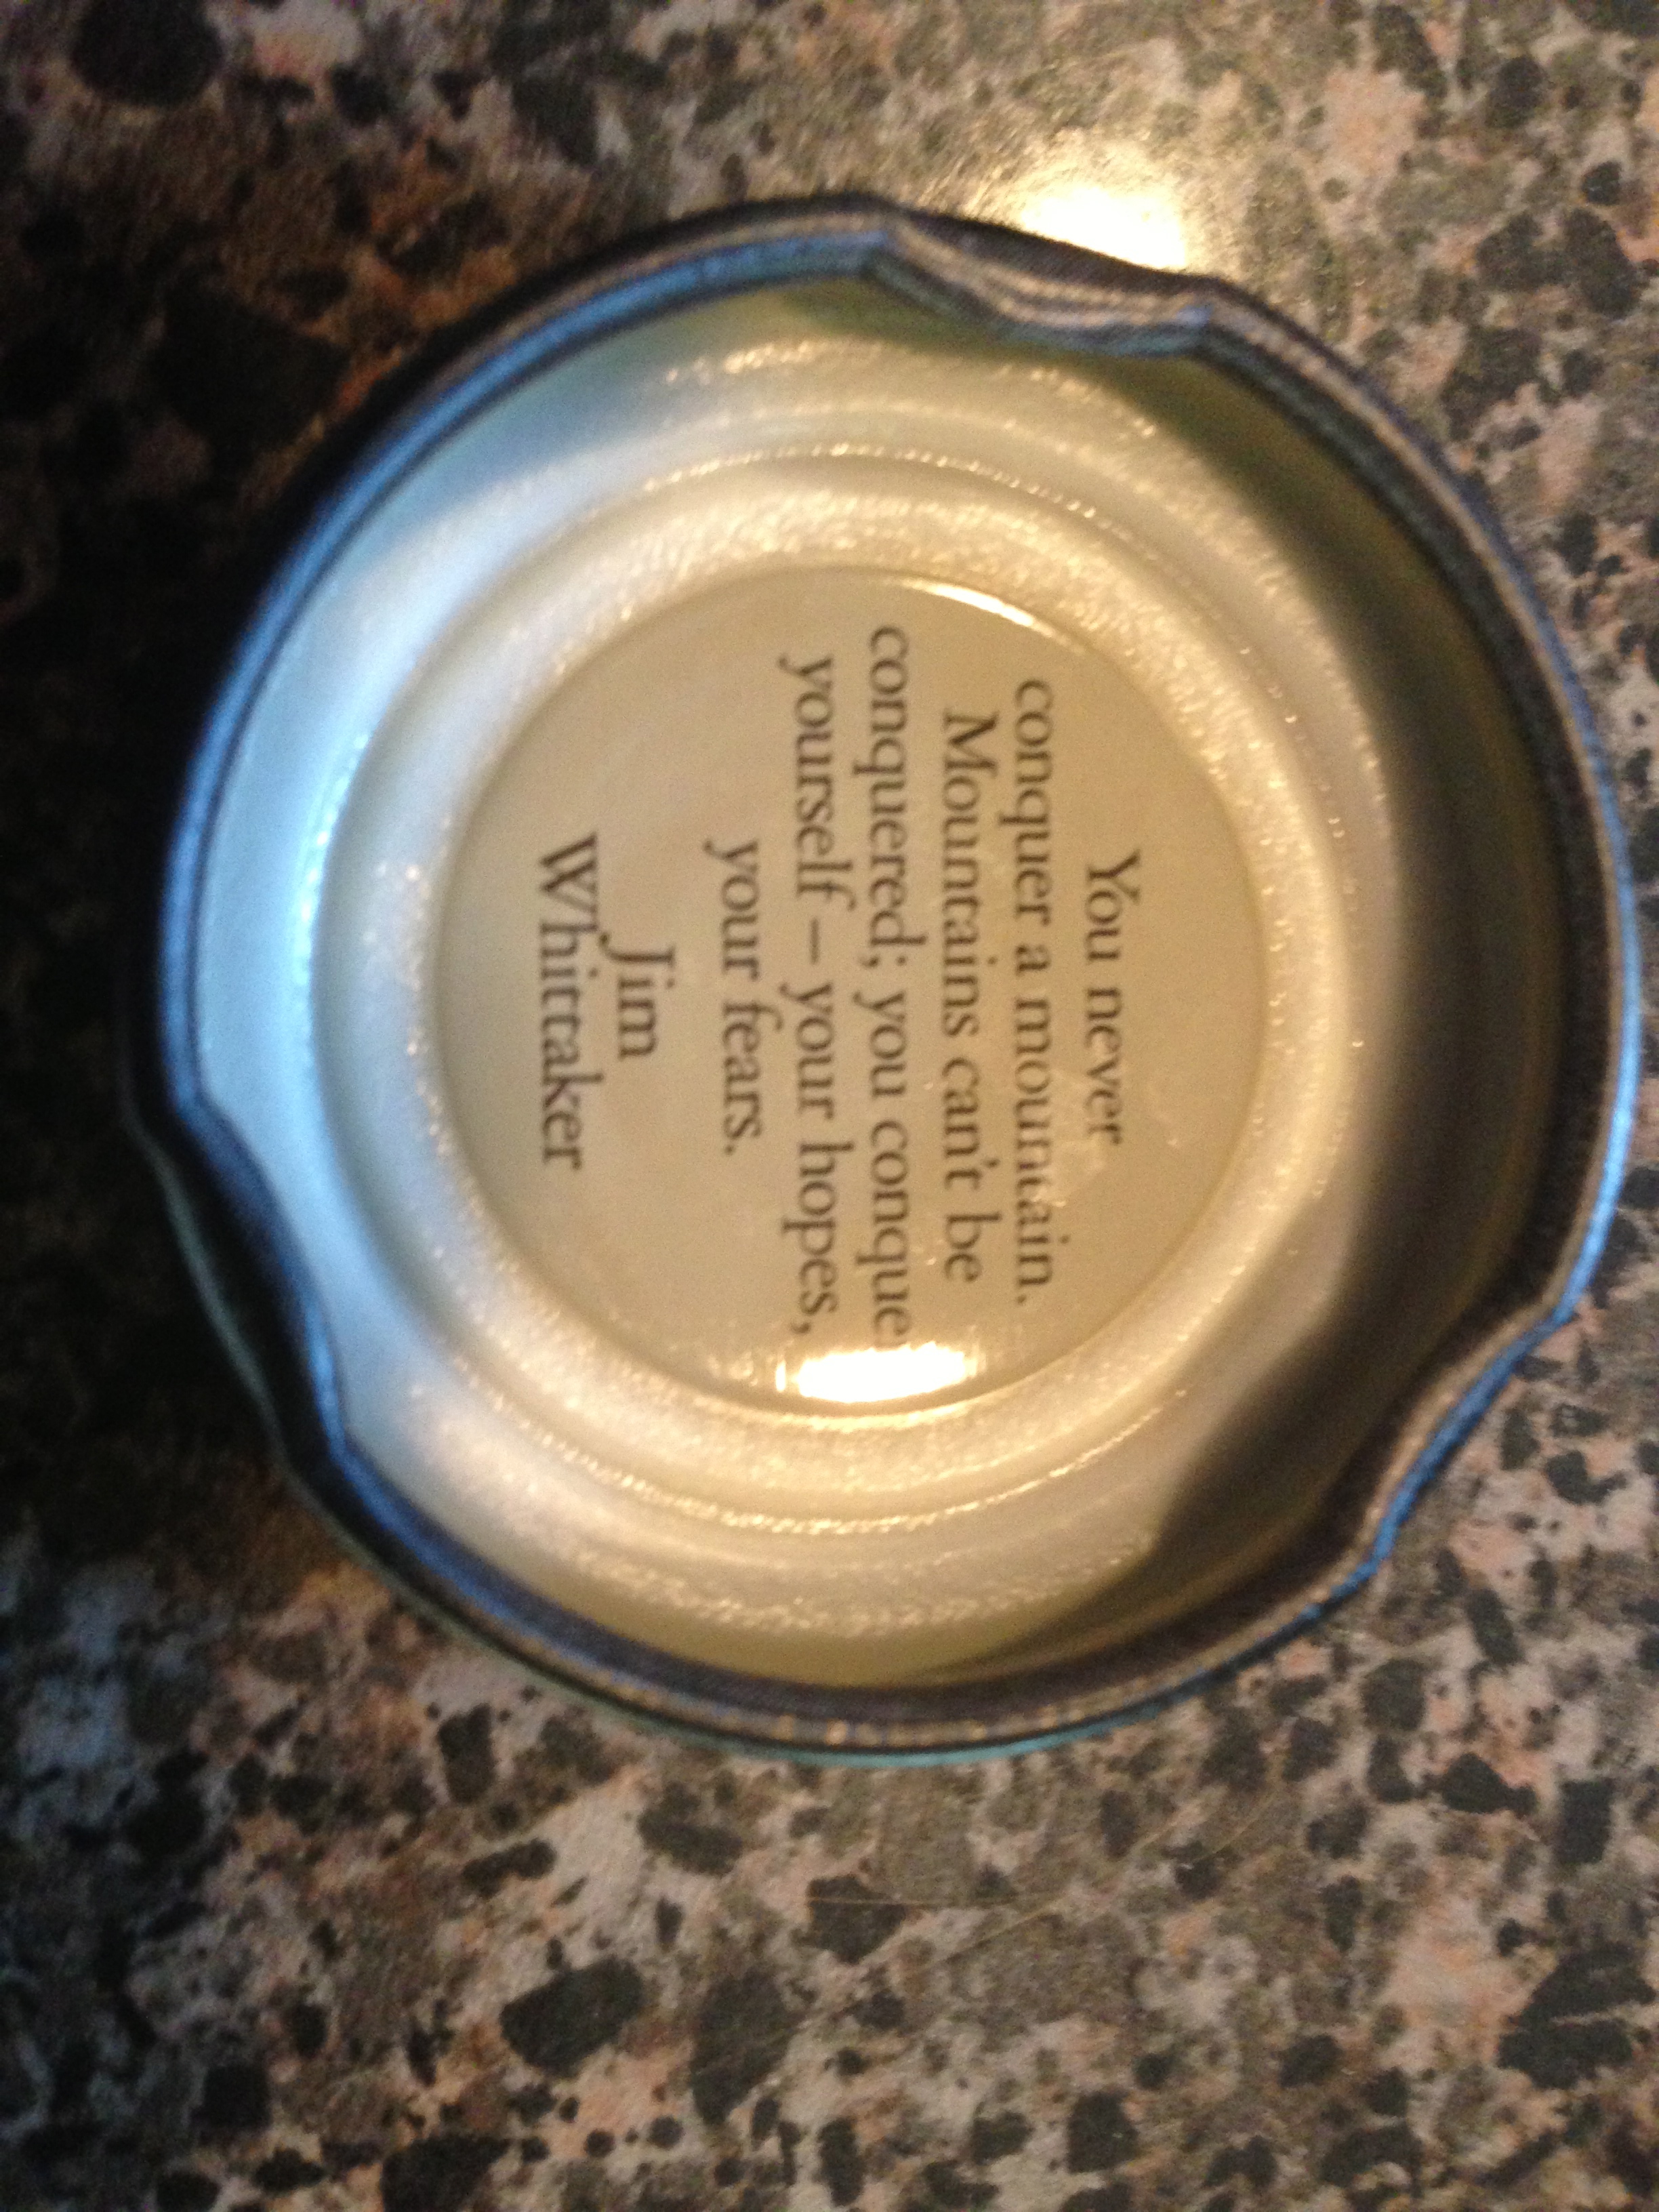 You never
conquer a mountain.
Mountains can't be
conquered; you conquer
yourself – your hopes,
your fears.
Jim
Whittaker